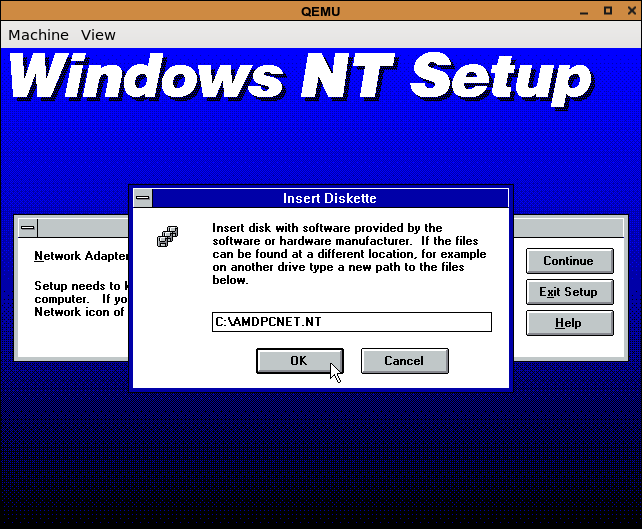 QEMU
Machine View
Windows NT Setup
Insert Diskette
Insert disk with software provided by the
software or hardware manufacturer. If the files
can be found at a different location, for example
on another drive type a new path to the files
below.
C:\AMDPCNET.NT
OK
Cancel
Network Adapter
Setup needs to
computer. If yo
Network icon of
Continue
Exit Setup
Help